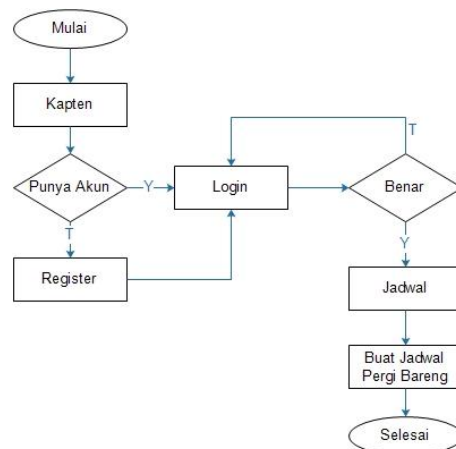 Mulai
Kapten
Punya Akun
Y
T
Register
Login
T
Benar
Y
Jadwal
Buat Jadwal
Pergi Bareng
Selesai